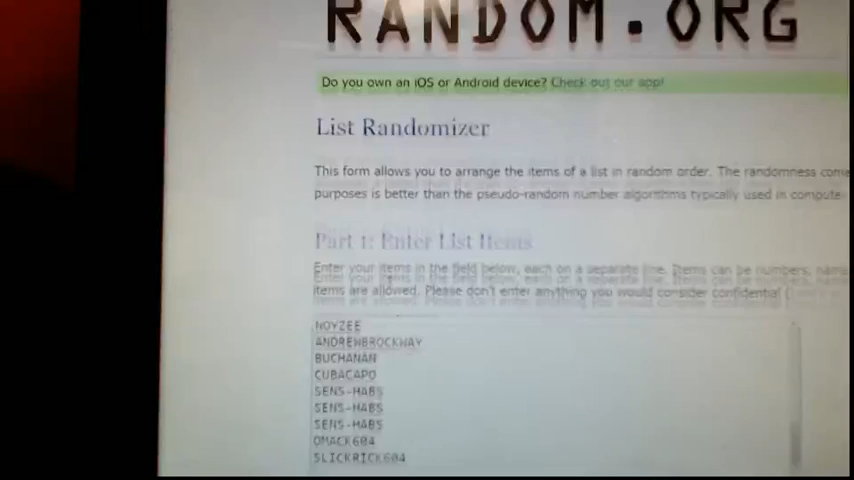 RANDOM.ORG
Do you own an iOS or Android device? Check out our app!
List Randomizer
This form allows you to arrange the items of a list in random order. The randomness come
purposes is better than the pseudo-random number algorithms typically used in compute
Part 1: Enter List Items
Enter your items in the field below, each on a separate line. Items can be numbers, name
items are allowed. Please don't enter anything you would consider confidential (
NOYZEE
ANDREWBROCKWAY
BUCHANAN
CUBACAPO
SENS-HABS
SENS-HABS
SENS-HABS
OMACK604
SLICKRICK604